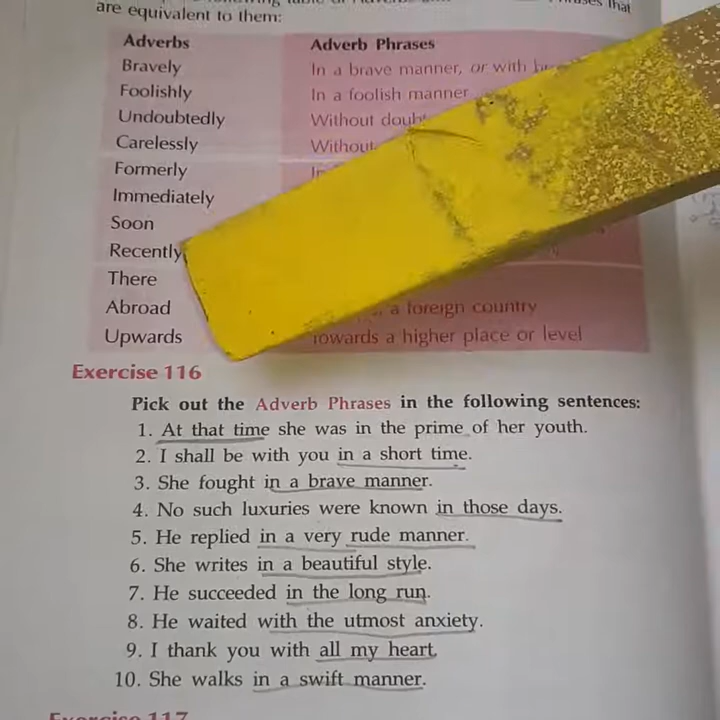 are equivalent to them:
Adverbs Adverb Phrases
Bravely In a brave manner, or with
Foolishly In a foolish manner
Undoubtedly Without
Carelessly Without
Formerly
Immediately
Soon
Recently
There
Abroad a foreign country
Upwards Towards a higher place or level
Exercise 116
Pick out the Adverb Phrases in the following sentences:
1. At that time she was in the prime of her youth.
2. I shall be with you in a short time.
3. She fought in a brave manner.
4. No such luxuries were known in those days.
5. He replied in a very rude manner.
6. She writes in a beautiful style.
7. He succeeded in the long run.
8. He waited with the utmost anxiety.
9. I thank you with all my heart.
10. She walks in a swift manner.
Exercise 117